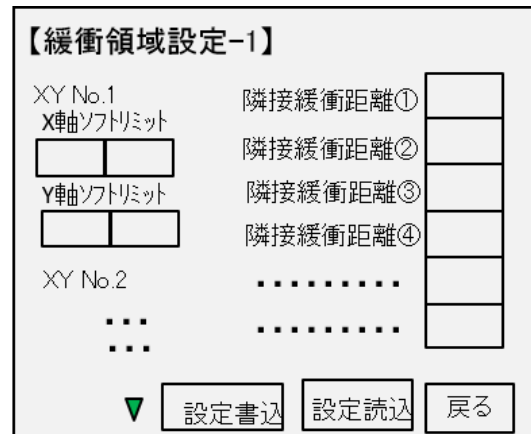 【緩衝領域設定-1】
XY No.1
X軸ソフトリミット
Y軸ソフトリミット
XY No.2
...
...
隣接緩衝距離①
隣接緩衝距離②
隣接緩衝距離③
隣接緩衝距離④
.........
.........
設定書込
設定読込
戻る